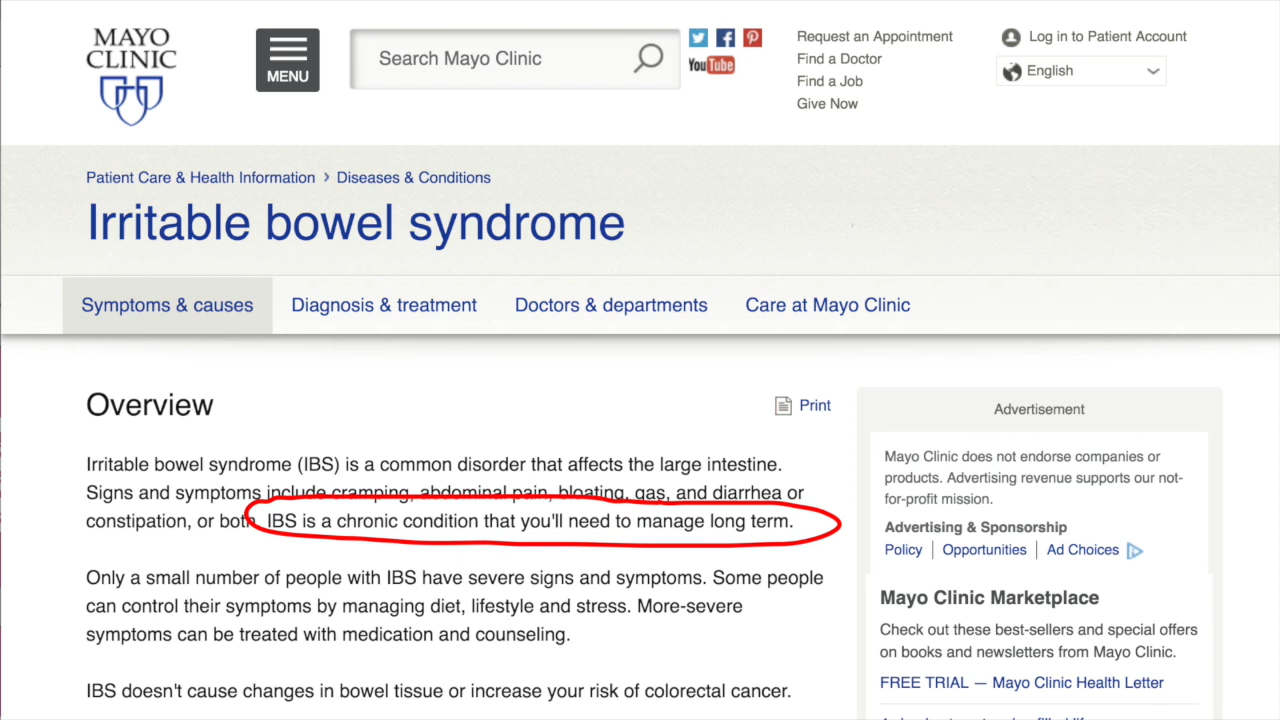 MAYO
CLINIC
MENU
Search Mayo Clinic
You Tube
Request an Appointment
Find a Doctor
Find a Job
Give Now
Log in to Patient Account
English
Patient Care & Health Information > Diseases & Conditions
Irritable bowel syndrome
Symptoms & causes
Diagnosis & treatment
Doctors & departments
Care at Mayo Clinic
Overview
Print
Irritable bowel syndrome (IBS) is a common disorder that affects the large intestine.
Signs and symptoms include cramping, abdominal pain, bloating, gas, and diarrhea or
constipation, or both. IBS is a chronic condition that you'll need to manage long term.
Only a small number of people with IBS have severe signs and symptoms. Some people
can control their symptoms by managing diet, lifestyle and stress. More-severe
symptoms can be treated with medication and counseling.
IBS doesn't cause changes in bowel tissue or increase your risk of colorectal cancer.
Advertisement
Mayo Clinic does not endorse companies or
products. Advertising revenue supports our not-
for-profit mission.
Advertising & Sponsorship
Policy | Opportunities | Ad Choices
Mayo Clinic Marketplace
Check out these best-sellers and special offers
on books and newsletters from Mayo Clinic.
FREE TRIAL — Mayo Clinic Health Letter